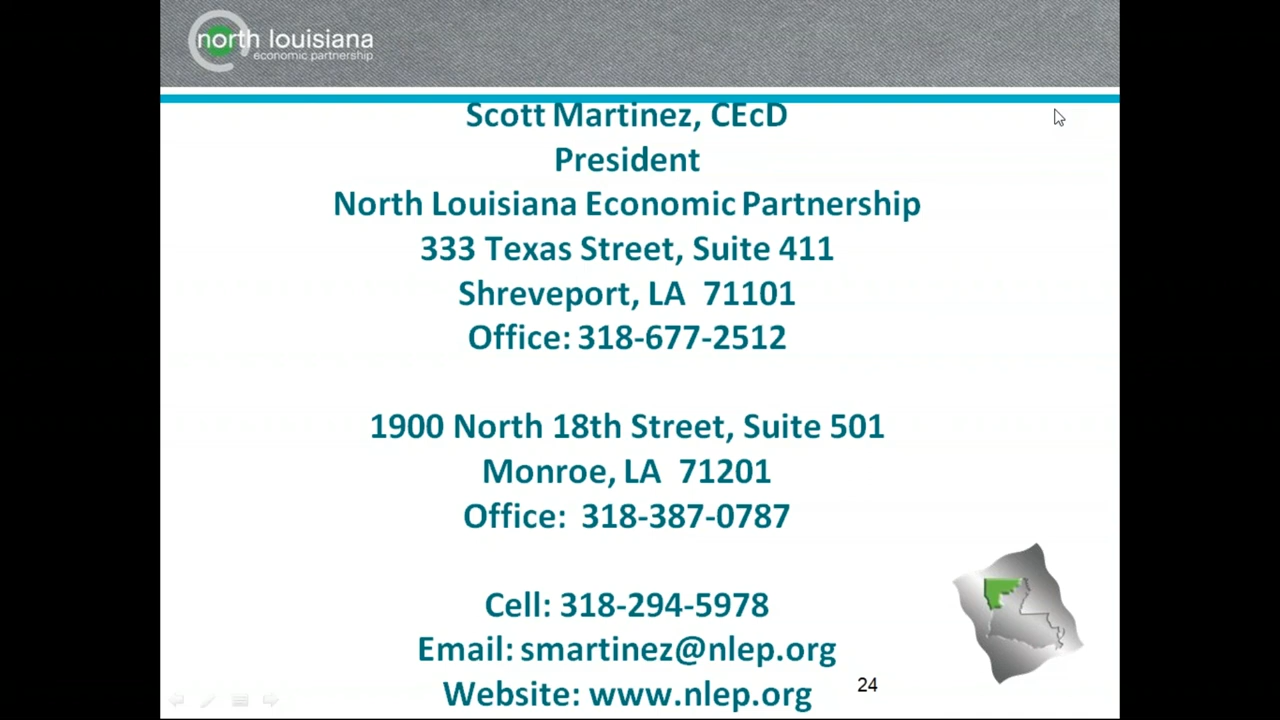 north louisiana
economic partnership
Scott Martinez, CEcD
President
North Louisiana Economic Partnership
333 Texas Street, Suite 411
Shreveport, LA  71101
Office: 318-677-2512
1900 North 18th Street, Suite 501
Monroe, LA  71201
Office:  318-387-0787
Cell: 318-294-5978
Email: smartinez@nlep.org
Website: www.nlep.org
24